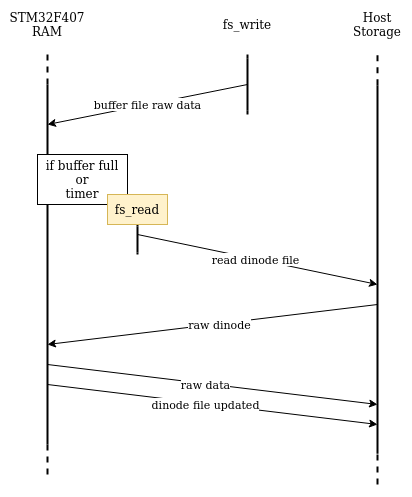 STM32F407
RAM
fs_write
Host
Storage
buffer file raw data
if buffer full
or
timer
fs_read
read dinode file
raw dinode
raw data
dinode file updated